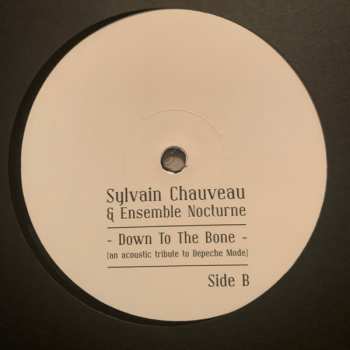 Sylvain Chauveau
& Ensemble Nocturne
- Down To The Bone -
(an acoustic tribute to Depeche Mode)
Side B